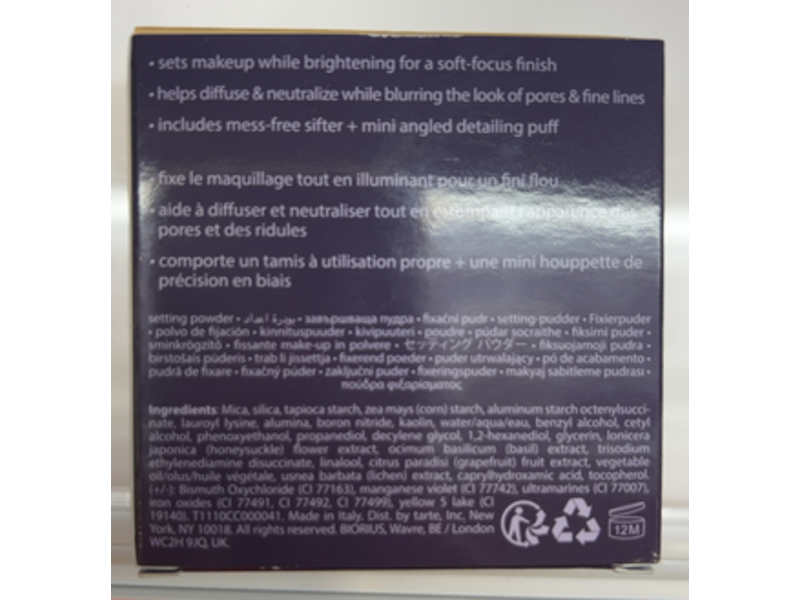 • sets makeup while brightening for a soft-focus finish
• helps diffuse & neutralize while blurring the look of pores & fine lines
• includes mess-free sifter + mini angled detailing puff
• fixe le maquillage tout en illuminant pour un fini flou
• aide à diffuser et neutraliser tout en estompant l'apparence des
pores et des ridules
• comporte un tamis à utilisation propre + une mini houppette de
précision en biais
setting powder • بودرة اعداد • завършваща пудра • fixační pudr • setting-pudder • Fixierpuder
• polvo de fijación • kinnituspuuder • kivipuuteri • poudre • púdar socraithe • fiksirni puder •
sminkrögzítő • fissante make-up in polvere • セッティング パウダー • fiksuojamoji pudra •
birstošais pūderis • trab li jissettja • fixerend poeder • puder utrwalający • pó de acabamento •
pudră de fixare • fixačný púder • zaključni puder • fixeringspuder • makyaj sabitleme pudrası •
πούδρα φιξαρίσματος
Ingredients: Mica, silica, tapioca starch, zea mays (corn) starch, aluminum starch octenylsucci-
nate, lauroyl lysine, alumina, boron nitride, kaolin, water/aqua/eau, benzyl alcohol, cetyl
alcohol, phenoxyethanol, propanediol, decylene glycol, 1,2-hexanediol, glycerin, lonicera
japonica (honeysuckle) flower extract, ocimum basilicum (basil) extract, trisodium
ethylenediamine disuccinate, linalool, citrus paradisi (grapefruit) fruit extract, vegetable
oil/olus/huile végétale, usnea barbata (lichen) extract, caprylhydroxamic acid, tocopherol.
(+/-): Bismuth Oxychloride (CI 77163), manganese violet (CI 77742), ultramarines (CI 77007),
iron oxides (CI 77491, CI 77492, CI 77499), yellow 5 lake (CI
19140). T1110CC000041. Made in Italy. Dist. by tarte, inc, New
York, NY, 10018. All rights reserved. BIORIUS, Wavre, BE / London
WC2H 9JQ, UK.
12M